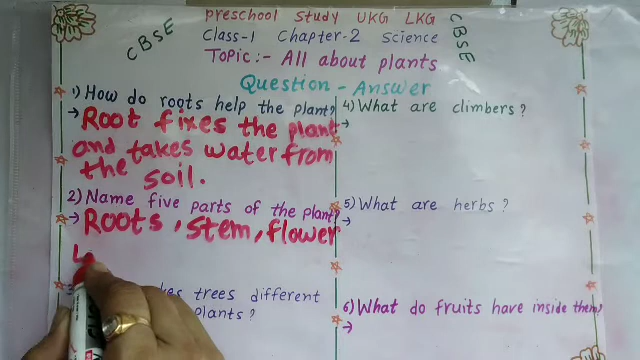 preschool study UKG LKG
CBSE
Class-1 Chapter-2 Science
CBSE
Topic:- All about plants
Question - Answer
1) How do roots help the plant?
→ Root fixes the plant
and takes water from
the soil.
2) Name five parts of the plant?
→ Roots, stem, flower
es trees different
plants?
4) What are climbers?
→
5) What are herbs?
→
6) What do fruits have inside them?
→